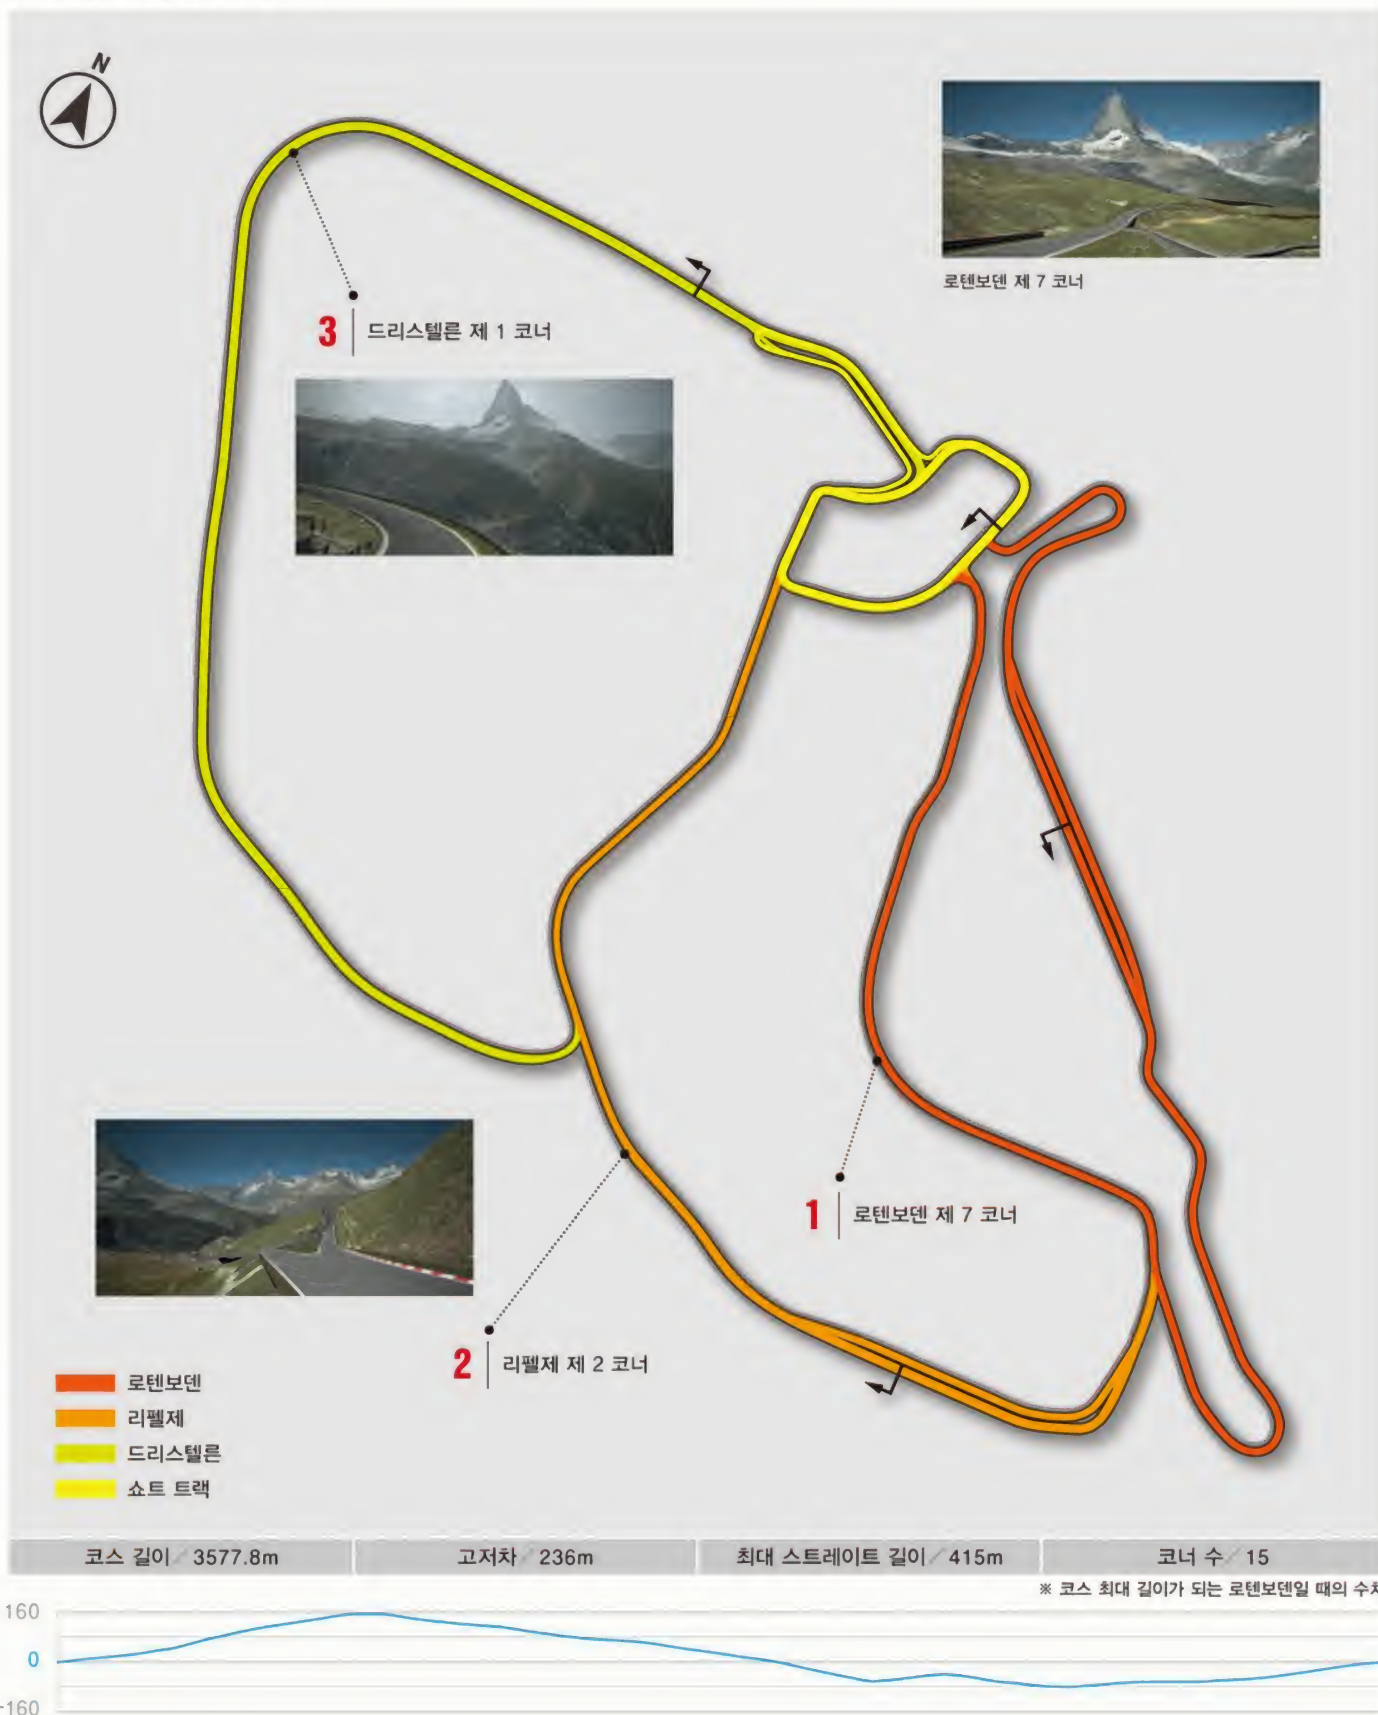 N
로텐보덴 제 7 코너
3 드리스텔른 제 1 코너
1 로텐보덴 제 7 코너
2 리펠제 제 2 코너
로텐보덴
리펠제
드리스텔른
쇼트 트랙
코스 길이／3577.8m 고저차／236m 최대 스트레이트 길이／415m 코너 수／15
※ 코스 최대 길이가 되는 로텐보덴일 때의
160
0
-160